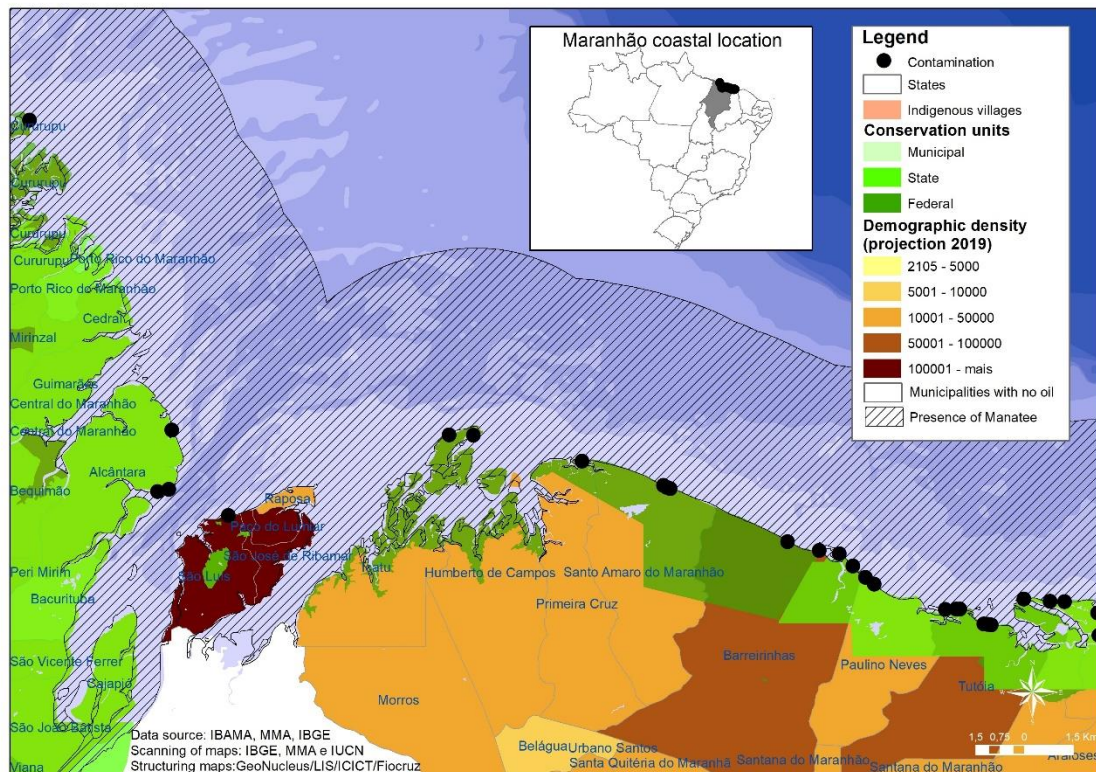 Maranhão coastal location
Legend
Contamination
States
Indigenous villages
Conservation units
Municipal
State
Federal
Demographic density
(projection 2019)
2105 - 5000
5001 - 10000
10001 - 50000
50001 - 100000
100001 - mais
Municipalities with no oil
Presence of Manatee
Cururupu
Cururupu
Cururupu
Cururupu
Porto Rico do Maranhão
Porto Rico do Maranhão
Cedral
Mirinzal
Guimarães
Central do Maranhão
Central do Maranhão
Alcântara
Bequimão
Raposa
Paço do Lumiar
São José de Ribamar
São Luís
Peri Mirim
Bacurituba
Icatu
Humberto de Campos
Santo Amaro do Maranhão
Primeira Cruz
São Vicente Ferrer
Cajapió
Barreirinhas
Paulino Neves
Tutóia
Morros
São João Batista
Viana
Belágua
Urbano Santos
Santa Quitéria do Maranhão
Santana do Maranhão
Santana do Maranhão
Araioses
Data source: IBAMA, MMA, IBGE
Scanning of maps: IBGE, MMA e IUCN
Structuring maps:GeoNucleus/LIS/ICICT/Fiocruz
1,5 0,75 0 1,5 Km